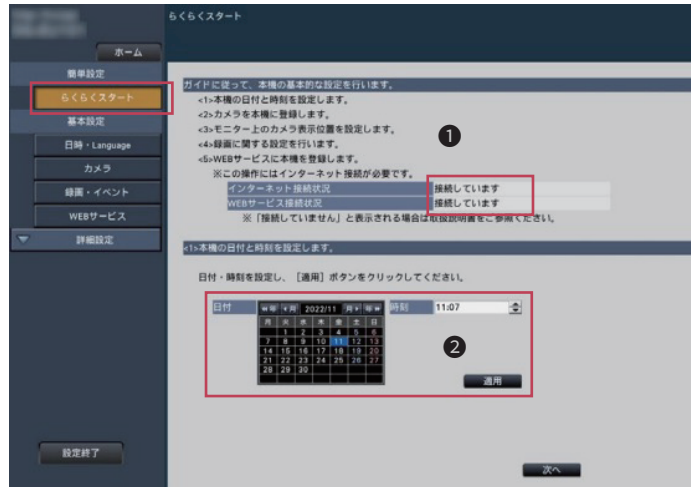 らくらくスタート
ホーム
簡単設定
らくらくスタート
基本設定
日時・Language
カメラ
録画・イベント
WEBサービス
詳細設定
設定終了
ガイドに従って、本機の基本的な設定を行います。
<1>本機の日付と時刻を設定します。
<2>カメラを本機に登録します。
<3>モニター上のカメラ表示位置を設定します。
<4>録画に関する設定を行います。
<5>WEBサービスに本機を登録します。
※この操作にはインターネット接続が必要です。
インターネット接続状況 接続しています
WEBサービス接続状況 接続しています
※「接続していません」と表示される場合は取扱説明書をご参照ください。
1
<1>本機の日付と時刻を設定します。
日付・時刻を設定し、［適用］ボタンをクリックしてください。
日付 ◀◀年 ◀月 2022/11 月▶ 年▶▶ 時刻 11:07
月 火 水 木 金 土 日
1 2 3 4 5 6
7 8 9 10 11 12 13
14 15 16 17 18 19 20
21 22 23 24 25 26 27
28 29 30
2
適用
次へ